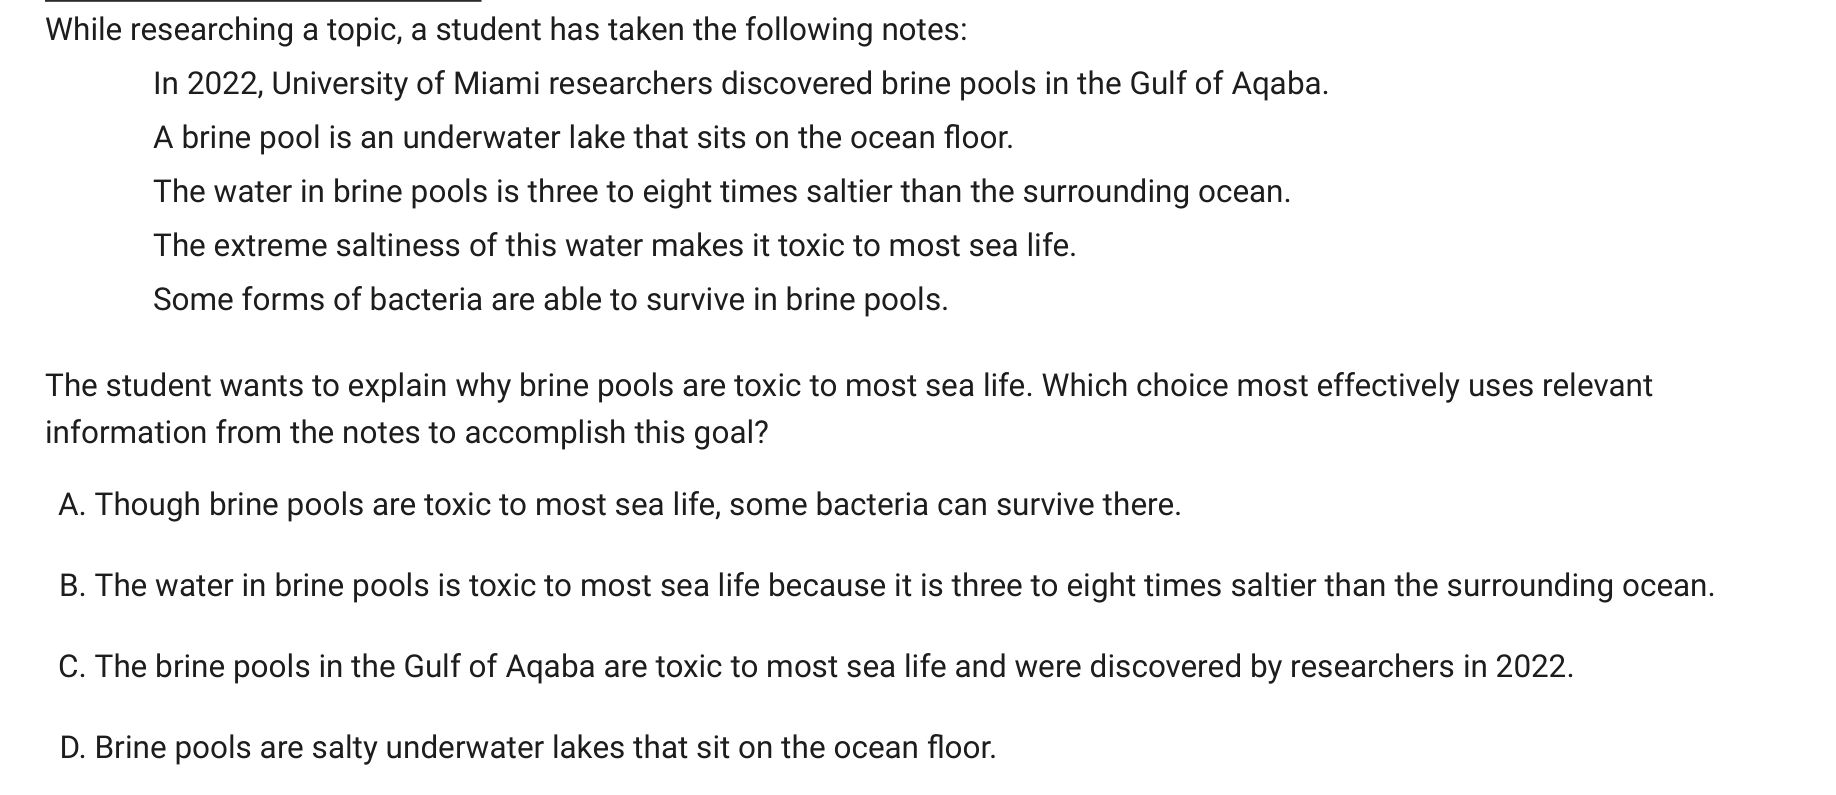 While researching a topic, a student has taken the following notes:
In 2022, University of Miami researchers discovered brine pools in the Gulf of Aqaba.
A brine pool is an underwater lake that sits on the ocean floor.
The water in brine pools is three to eight times saltier than the surrounding ocean.
The extreme saltiness of this water makes it toxic to most sea life.
Some forms of bacteria are able to survive in brine pools.
The student wants to explain why brine pools are toxic to most sea life. Which choice most effectively uses relevant
information from the notes to accomplish this goal?
A. Though brine pools are toxic to most sea life, some bacteria can survive there.
B. The water in brine pools is toxic to most sea life because it is three to eight times saltier than the surrounding ocean.
C. The brine pools in the Gulf of Aqaba are toxic to most sea life and were discovered by researchers in 2022.
D. Brine pools are salty underwater lakes that sit on the ocean floor.